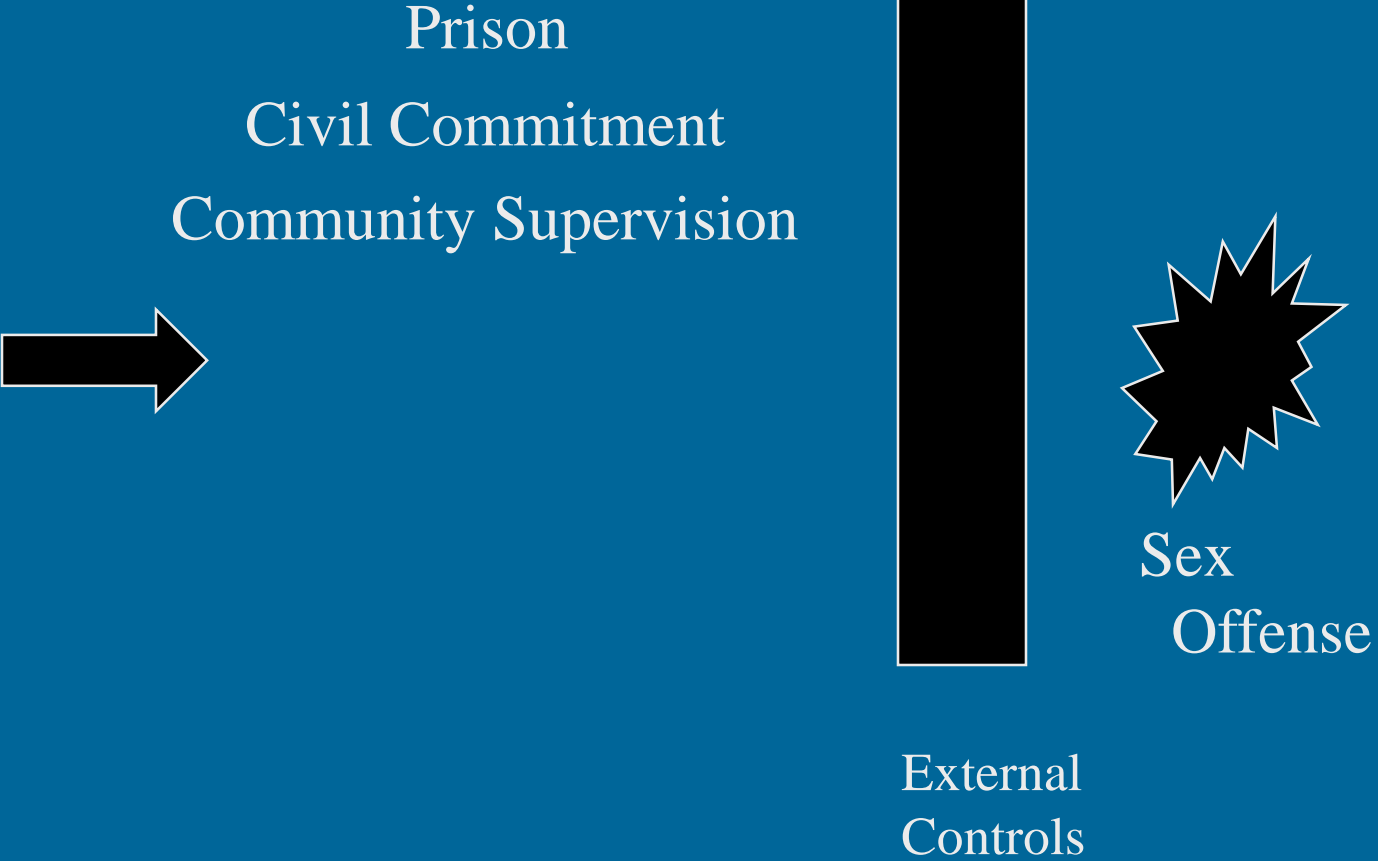 Prison
Civil Commitment
Community Supervision
Sex
Offense
External
Controls